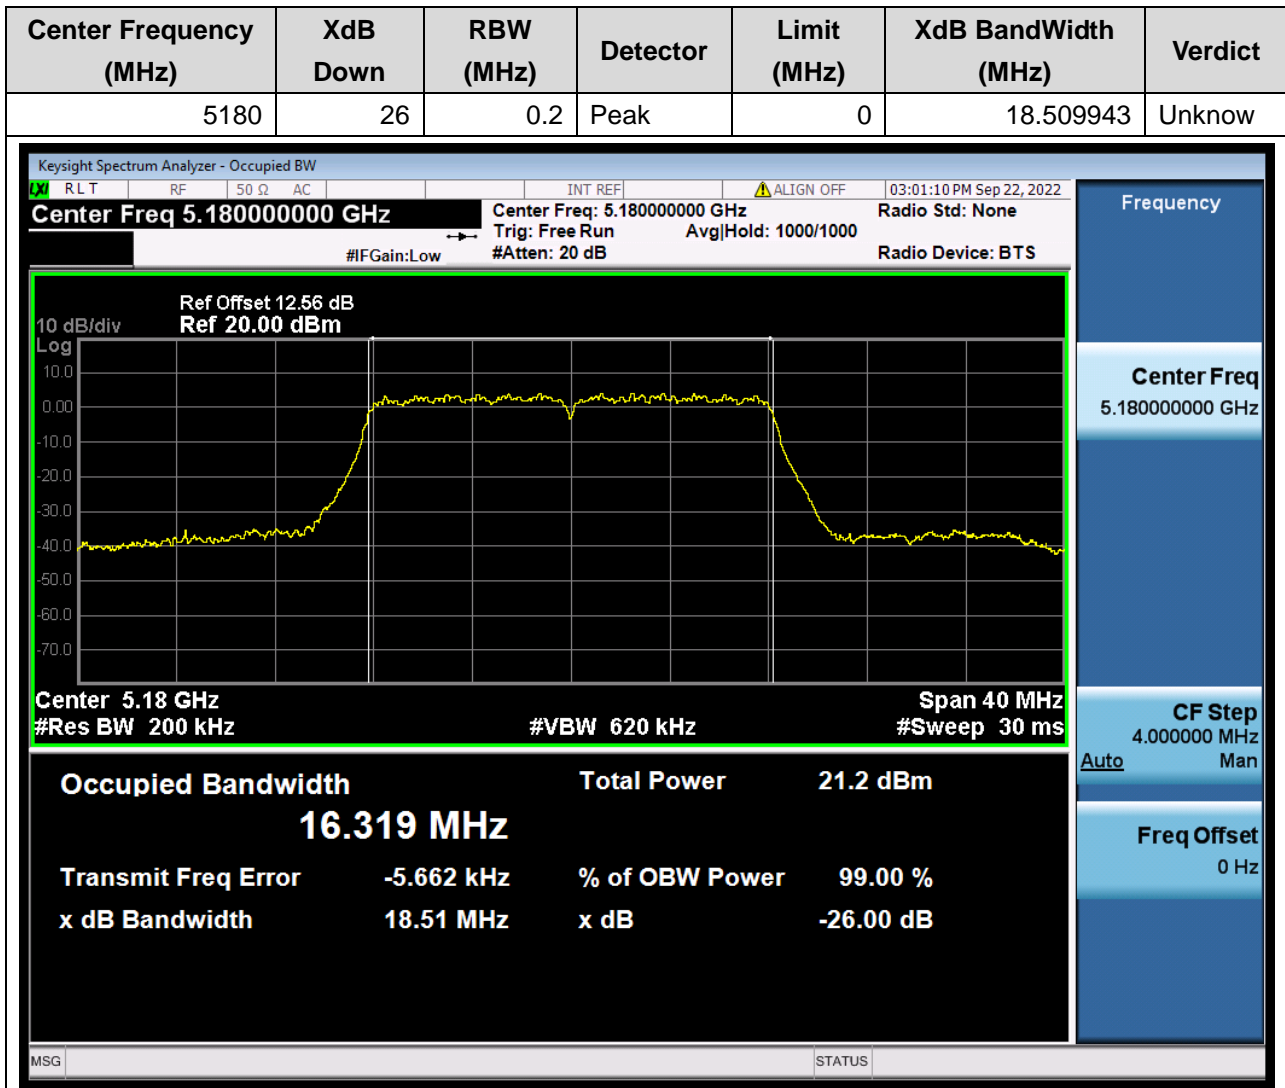 Center Frequency (MHz) XdB Down RBW (MHz) Detector Limit (MHz) XdB BandWidth (MHz) Verdict
5180 26 0.2 Peak 0 18.509943 Unknow
Keysight Spectrum Analyzer - Occupied BW
LXI RLT RF 50 Ω AC INT REF ALIGN OFF 03:01:10 PM Sep 22, 2022
Center Freq 5.180000000 GHz Center Freq: 5.180000000 GHz Radio Std: None
Trig: Free Run Avg|Hold: 1000/1000
#IFGain:Low #Atten: 20 dB Radio Device: BTS
Ref Offset 12.56 dB
10 dB/div Ref 20.00 dBm
Log
10.0
0.00
-10.0
-20.0
-30.0
-40.0
-50.0
-60.0
-70.0
Center 5.18 GHz Span 40 MHz
#Res BW 200 kHz #VBW 620 kHz #Sweep 30 ms
Occupied Bandwidth Total Power 21.2 dBm
16.319 MHz
Transmit Freq Error -5.662 kHz % of OBW Power 99.00 %
x dB Bandwidth 18.51 MHz x dB -26.00 dB
Frequency
Center Freq
5.180000000 GHz
CF Step
4.000000 MHz
Auto Man
Freq Offset
0 Hz
MSG STATUS